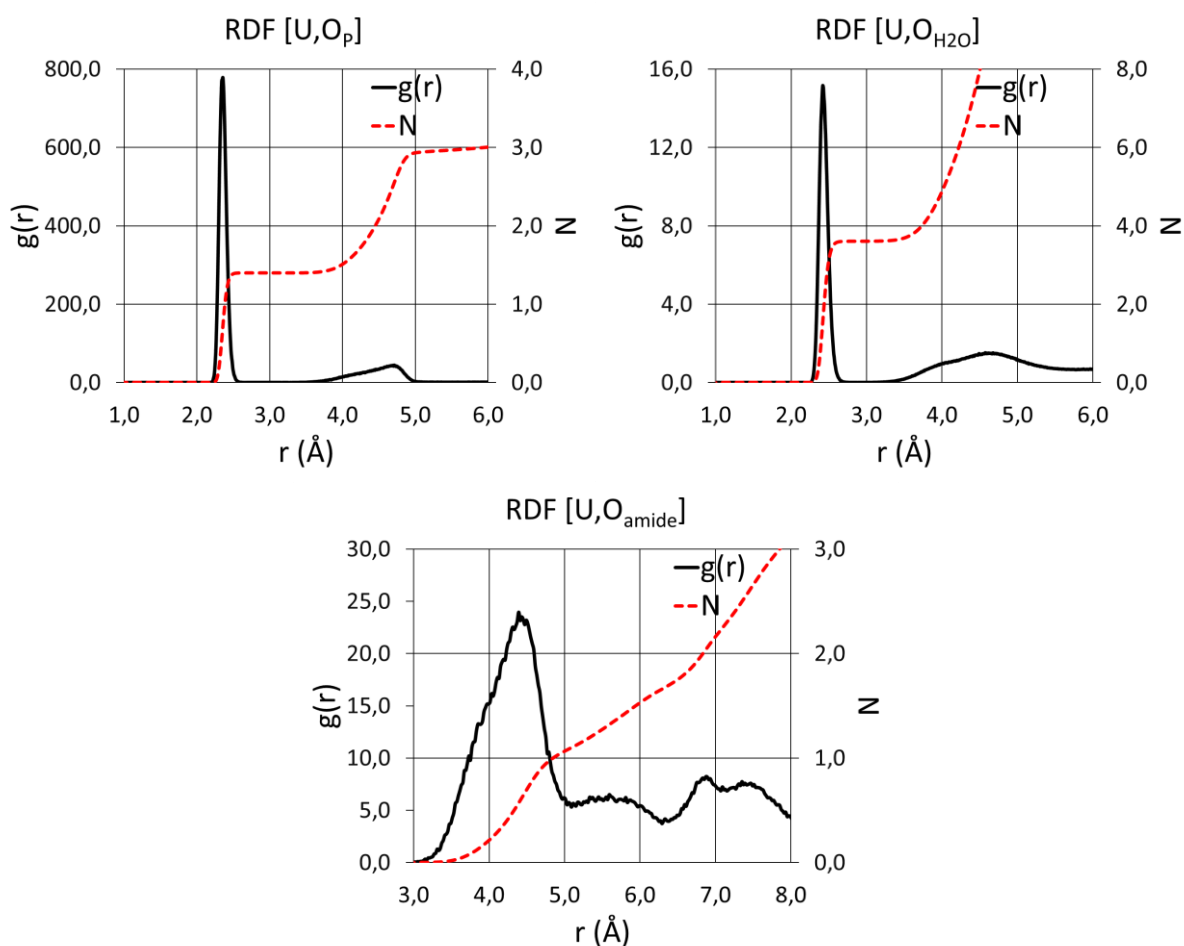 RDF [U,O_P]
800,0
600,0
400,0
200,0
0,0
g(r)
4,0
3,0
2,0
1,0
0,0
N
g(r)
N
1,0 2,0 3,0 4,0 5,0 6,0
r (Å)
RDF [U,O_H2O]
16,0
12,0
8,0
4,0
0,0
g(r)
8,0
6,0
4,0
2,0
0,0
N
g(r)
N
1,0 2,0 3,0 4,0 5,0 6,0
r (Å)
RDF [U,O_amide]
30,0
25,0
20,0
15,0
10,0
5,0
0,0
g(r)
3,0
2,0
1,0
0,0
N
g(r)
N
3,0 4,0 5,0 6,0 7,0 8,0
r (Å)